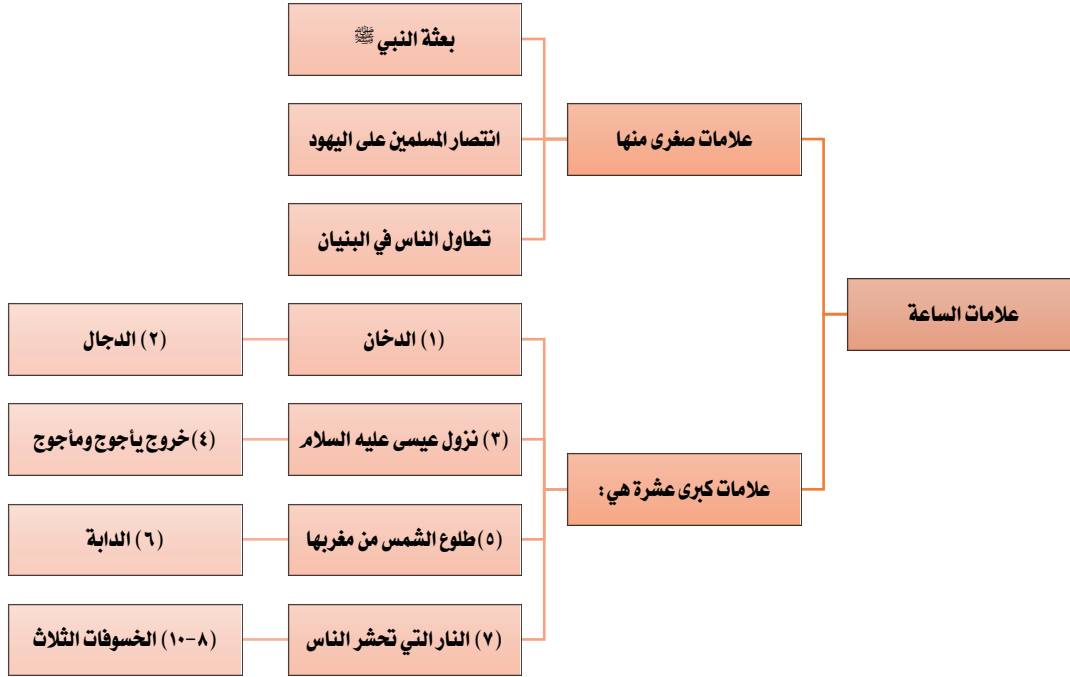 علامات الساعة
علامات صغرى منها
بعثة النبي ﷺ
انتصار المسلمين على اليهود
تطاول الناس في البنيان
علامات كبرى عشرة هي:
(١) الدخان
(٢) الدجال
(٣) نزول عيسى عليه السلام
(٤) خروج يأجوج ومأجوج
(٥) طلوع الشمس من مغربها
(٦) الدابة
(٧) النار التي تحشر الناس
(٨-١٠) الخسوفات الثلاث